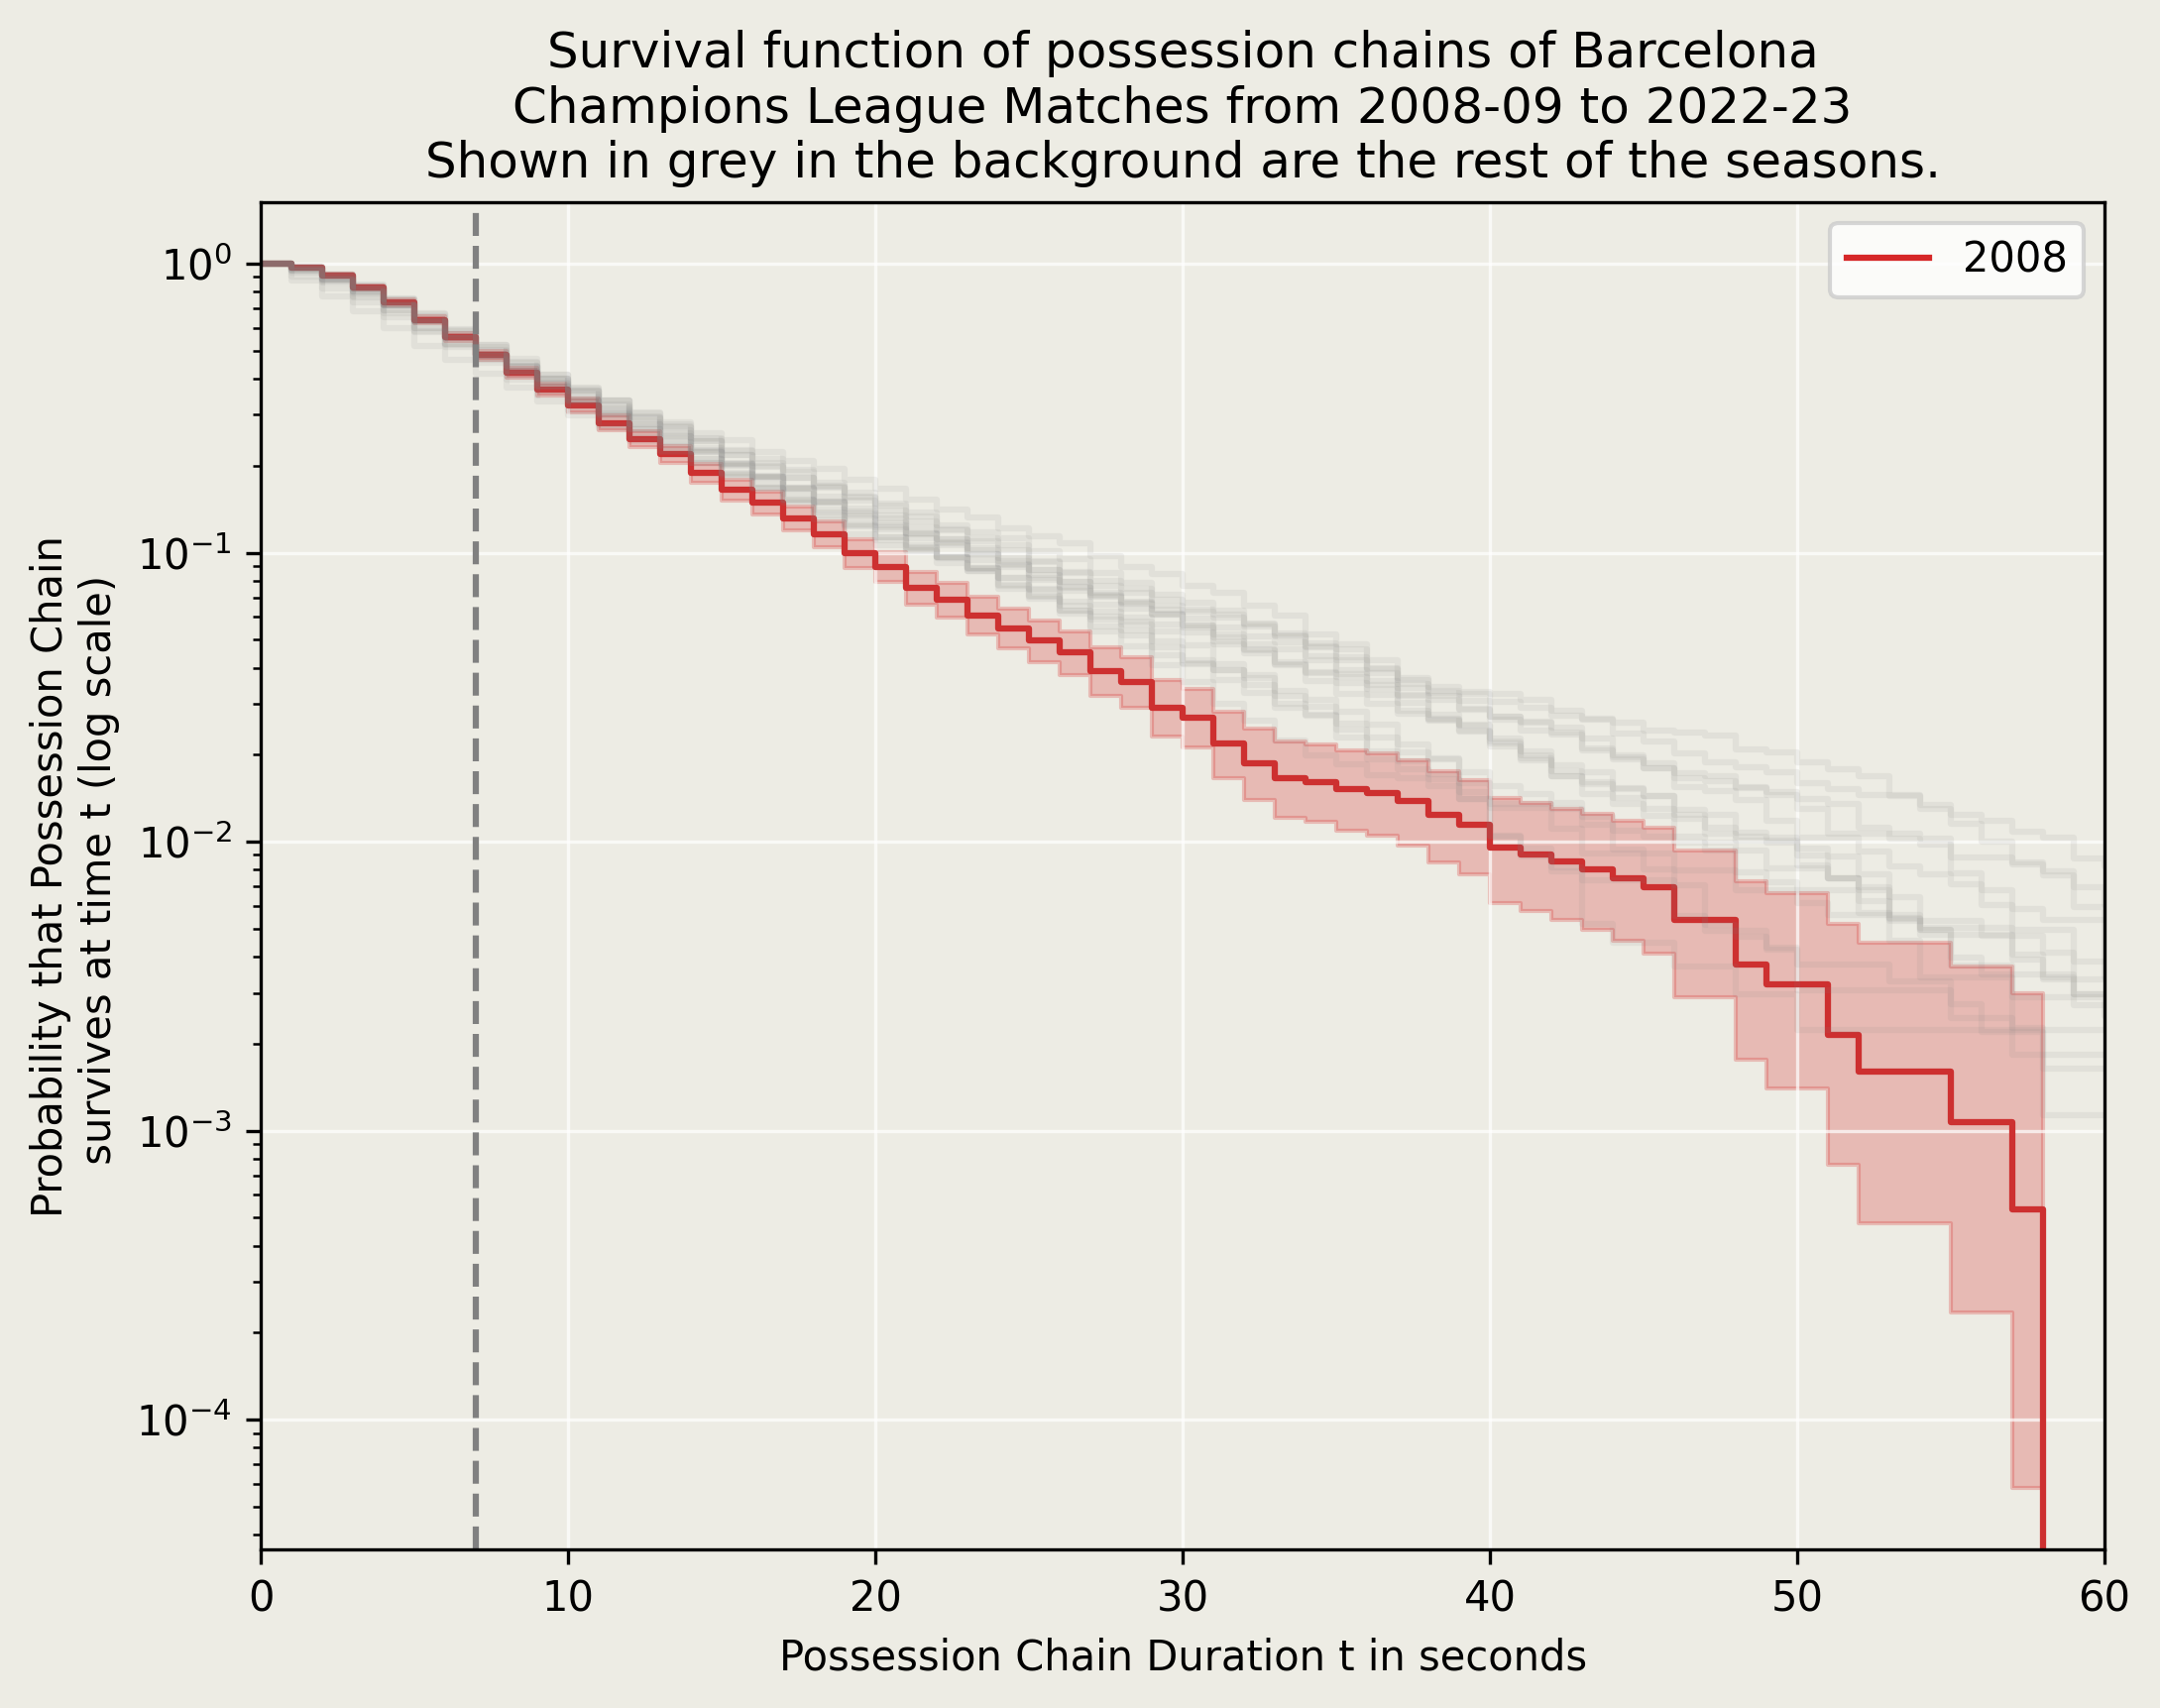 Survival function of possession chains of Barcelona
Champions League Matches from 2008-09 to 2022-23
Shown in grey in the background are the rest of the seasons.
2008
10⁰
10⁻¹
10⁻²
10⁻³
10⁻⁴
Probability that Possession Chain
survives at time t (log scale)
0 10 20 30 40 50 60
Possession Chain Duration t in seconds